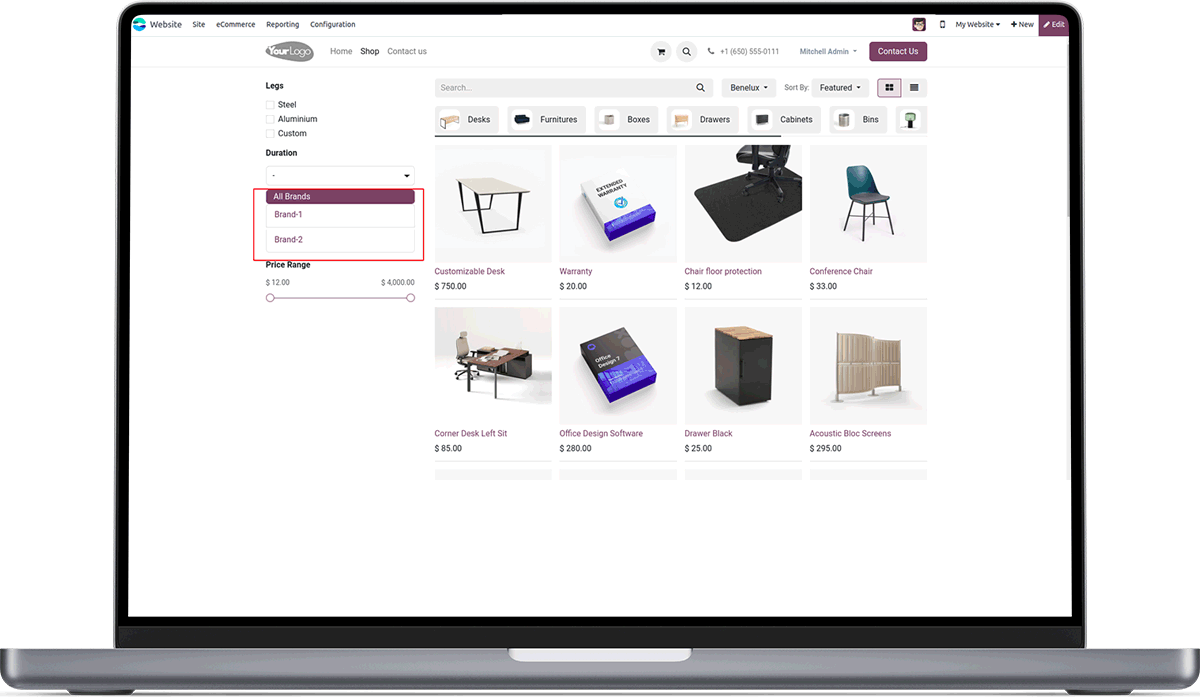 Website Site eCommerce Reporting Configuration My Website + New Edit
YourLogo Home Shop Contact us +1 (650) 555-0111 Mitchell Admin Contact Us
Legs
Steel
Aluminium
Custom
Duration
-
All Brands
Brand-1
Brand-2
Price Range
$ 12.00 $ 4,000.00
Search... Benelux Sort By: Featured
Desks Furnitures Boxes Drawers Cabinets Bins
EXTENDED
WARRANTY
Customizable Desk Warranty Chair floor protection Conference Chair
$ 750.00 $ 20.00 $ 12.00 $ 33.00
Office
Design 7
Corner Desk Left Sit Office Design Software Drawer Black Acoustic Bloc Screens
$ 85.00 $ 280.00 $ 25.00 $ 295.00